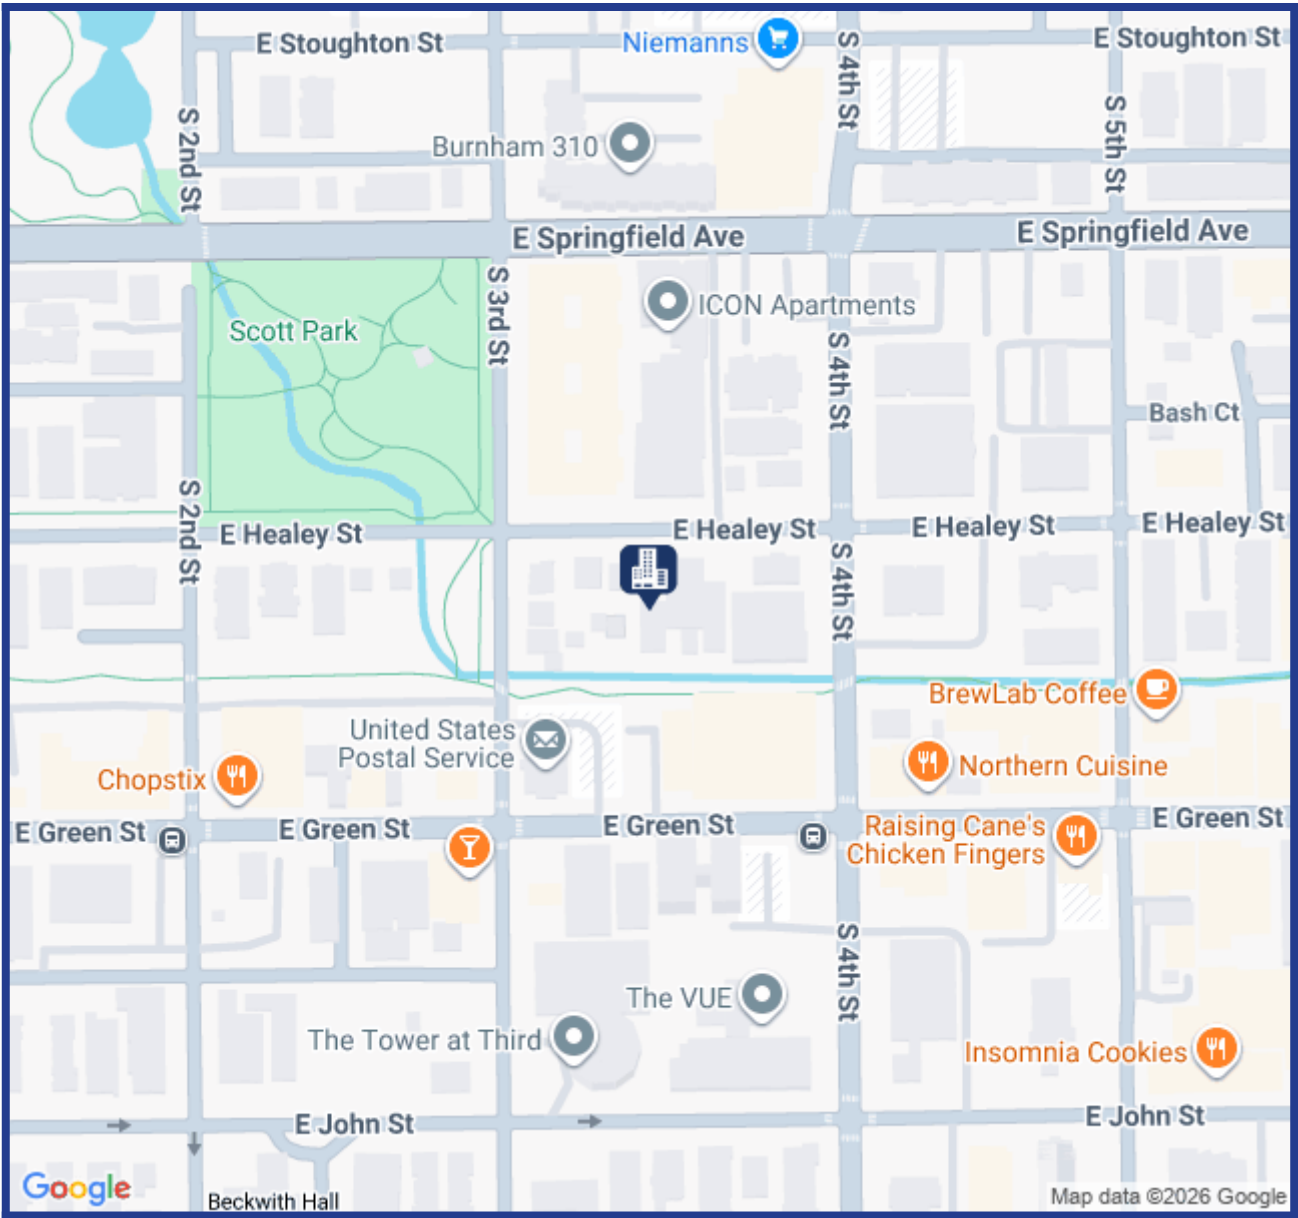 E Stoughton St
Niemanns
S 4th St
E Stoughton St
S 2nd St
S 5th St
Burnham 310
E Springfield Ave
E Springfield Ave
S 3rd St
ICON Apartments
Scott Park
S 4th St
Bash Ct
S 2nd St
E Healey St
E Healey St
E Healey St
E Healey St
S 4th St
BrewLab Coffee
United States
Postal Service
Chopstix
Northern Cuisine
E Green St
E Green St
E Green St
E Green St
Raising Cane's
Chicken Fingers
S 4th St
The VUE
The Tower at Third
Insomnia Cookies
E John St
E John St
Google
Beckwith Hall
Map data ©2026 Google